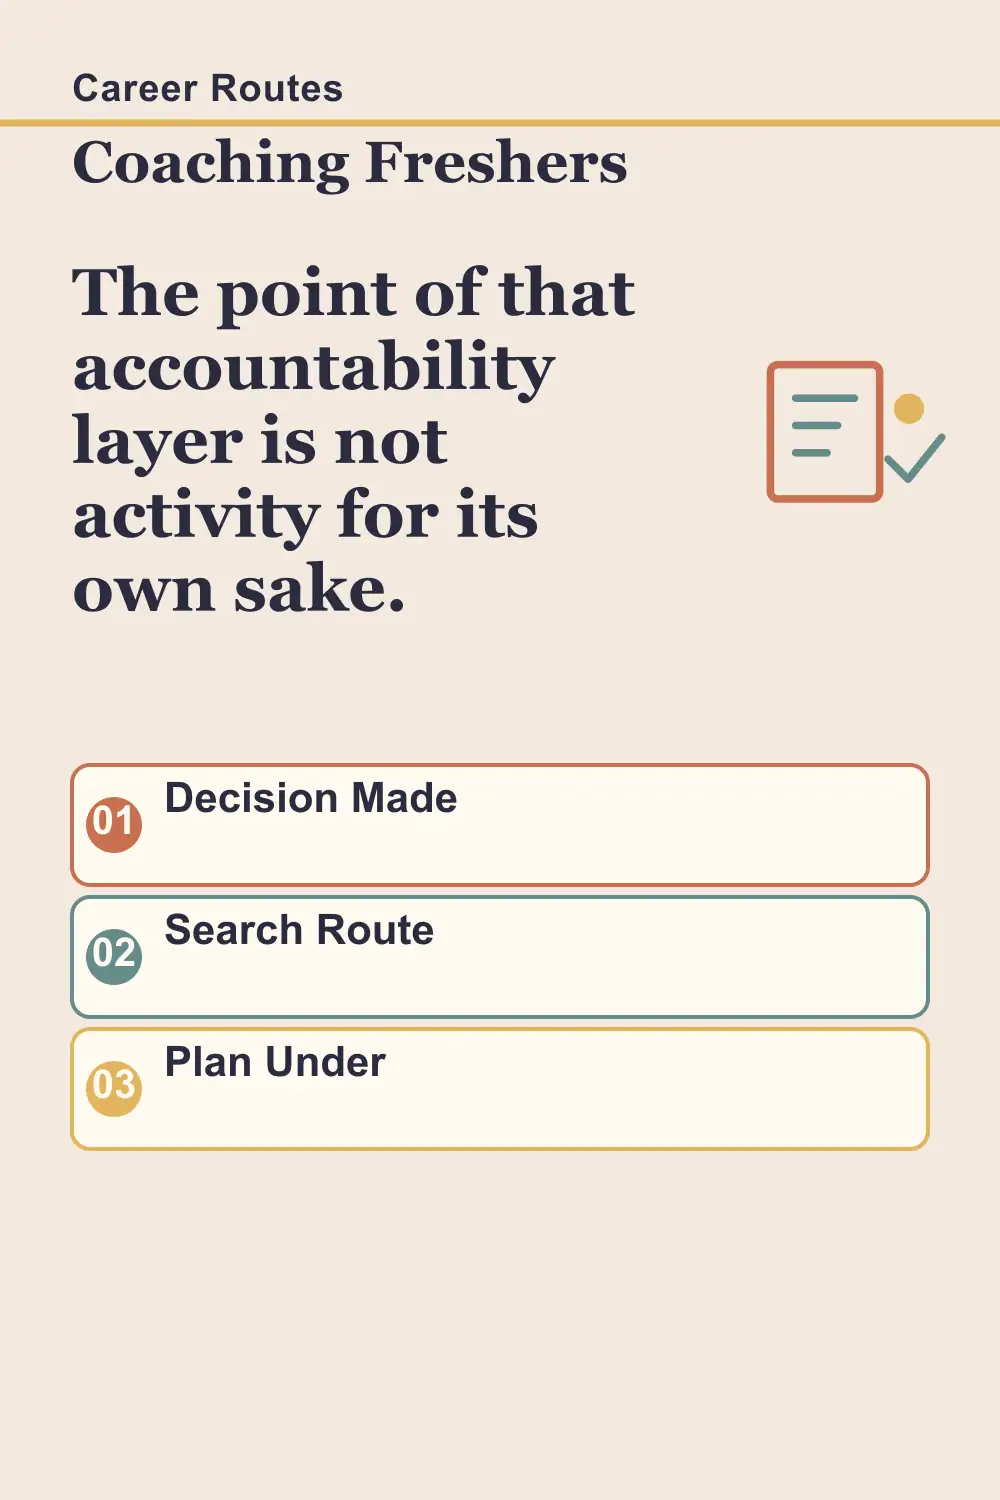 Career Routes
Coaching Freshers
The point of that
accountability
layer is not
activity for its
own sake.
01 Decision Made
02 Search Route
03 Plan Under